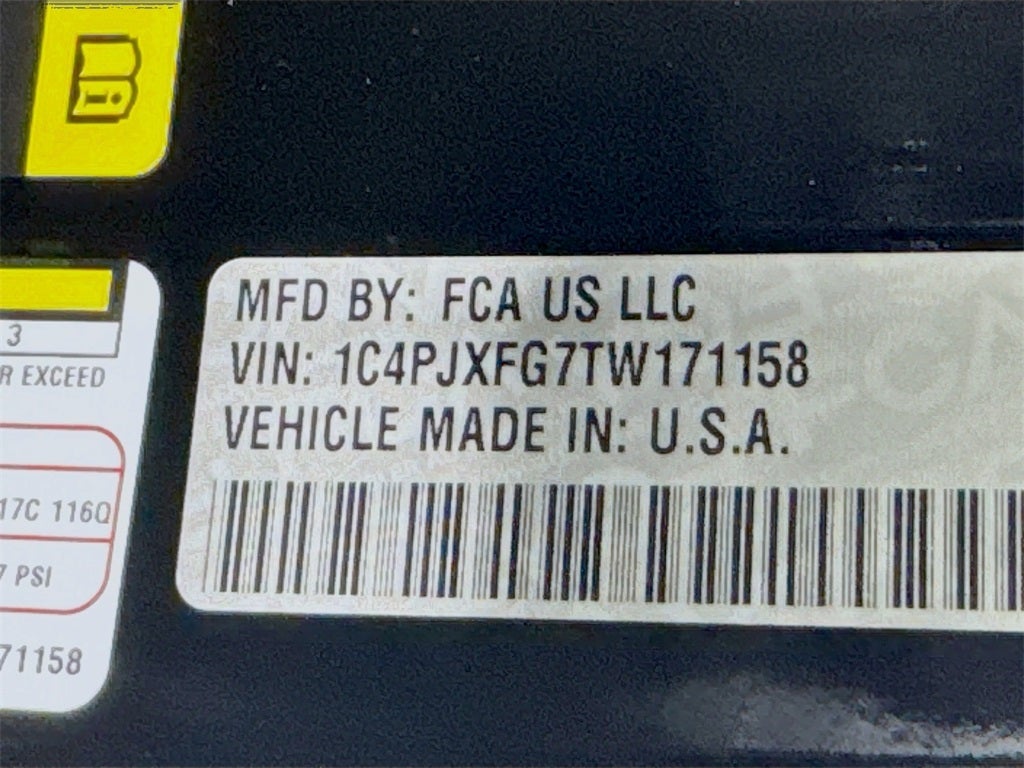 MFD BY: FCA US LLC
VIN: 1C4PJXFG7TW171158
VEHICLE MADE IN: U.S.A.
3
R EXCEED
17C 116Q
7 PSI
71158